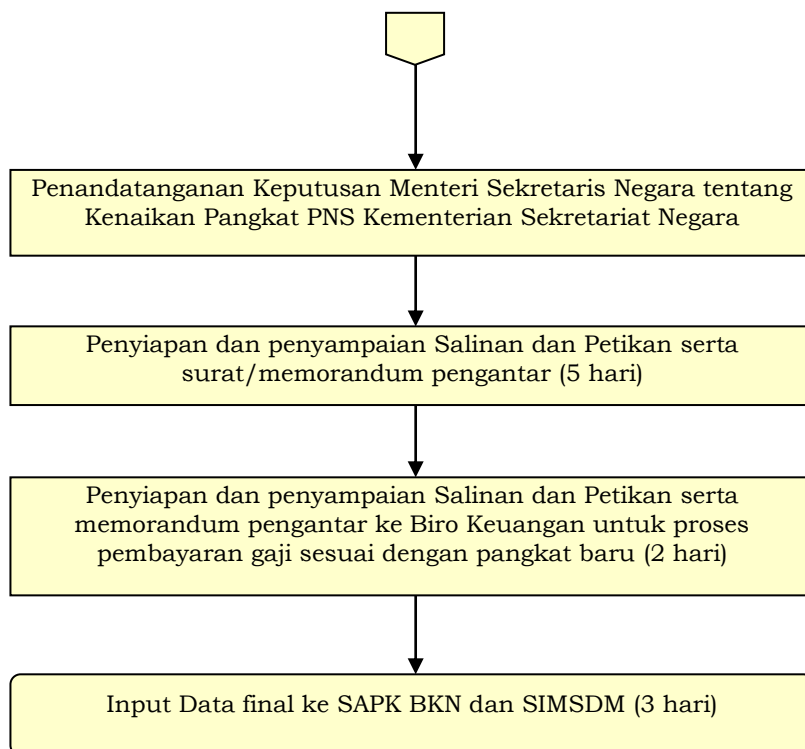 Penandatanganan Keputusan Menteri Sekretaris Negara tentang
Kenaikan Pangkat PNS Kementerian Sekretariat Negara
Penyiapan dan penyampaian Salinan dan Petikan serta
surat/memorandum pengantar (5 hari)
Penyiapan dan penyampaian Salinan dan Petikan serta
memorandum pengantar ke Biro Keuangan untuk proses
pembayaran gaji sesuai dengan pangkat baru (2 hari)
Input Data final ke SAPK BKN dan SIMSDM (3 hari)